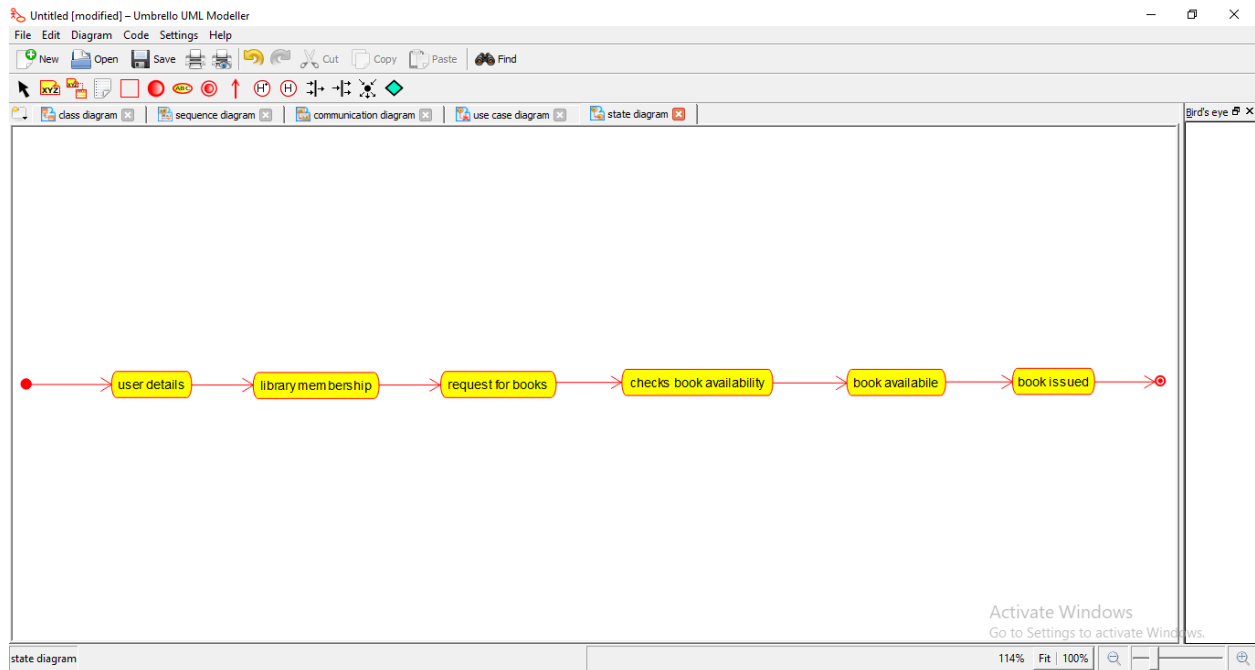 Untitled [modified] – Umbrello UML Modeller
File Edit Diagram Code Settings Help
New Open Save Cut Copy Paste Find
XYZ XYZ ABC H* H
class diagram sequence diagram communication diagram use case diagram state diagram Bird's eye
user details library membership request for books checks book availability book availabile book issued
Activate Windows
Go to Settings to activate Windows.
state diagram 114% Fit 100%